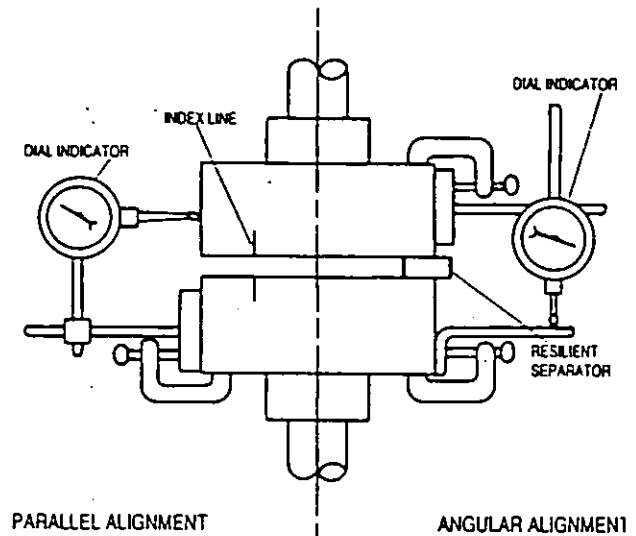 DIAL INDICATOR
INDEX LINE
DIAL INDICATOR
RESILIENT
SEPARATOR
PARALLEL ALIGNMENT
ANGULAR ALIGNMENT